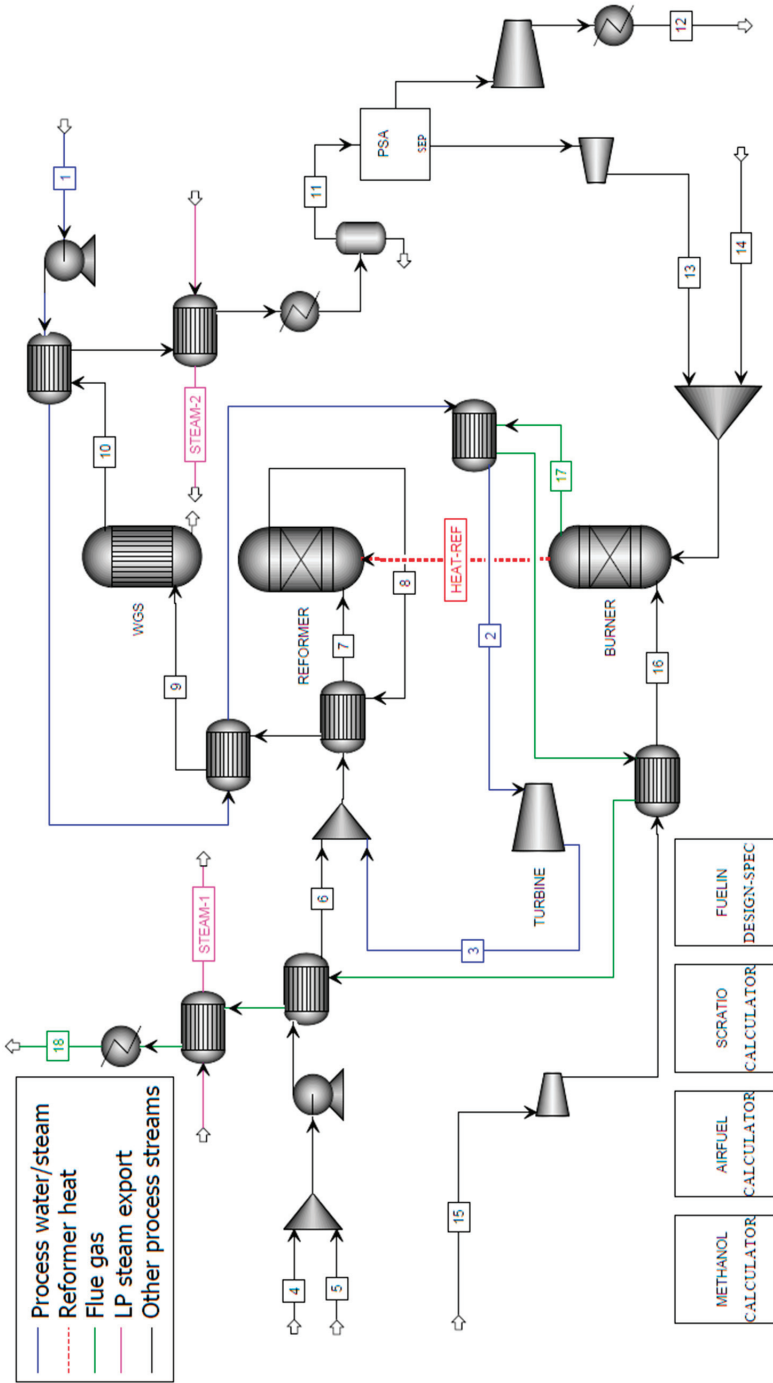 Process water/steam
Reformer heat
Flue gas
LP steam export
Other process streams
18
STEAM-1
4
5
6
3
15
9
WGS
10
STEAM-2
1
REFORMER
7
8
HEAT-REF
2
TURBINE
17
BURNER
16
11
PSA
SEP
12
13
14
METHANOL
CALCULATOR
AIRFUEL
CALCULATOR
SCRATIO
CALCULATOR
FUELIN
DESIGN-SPEC